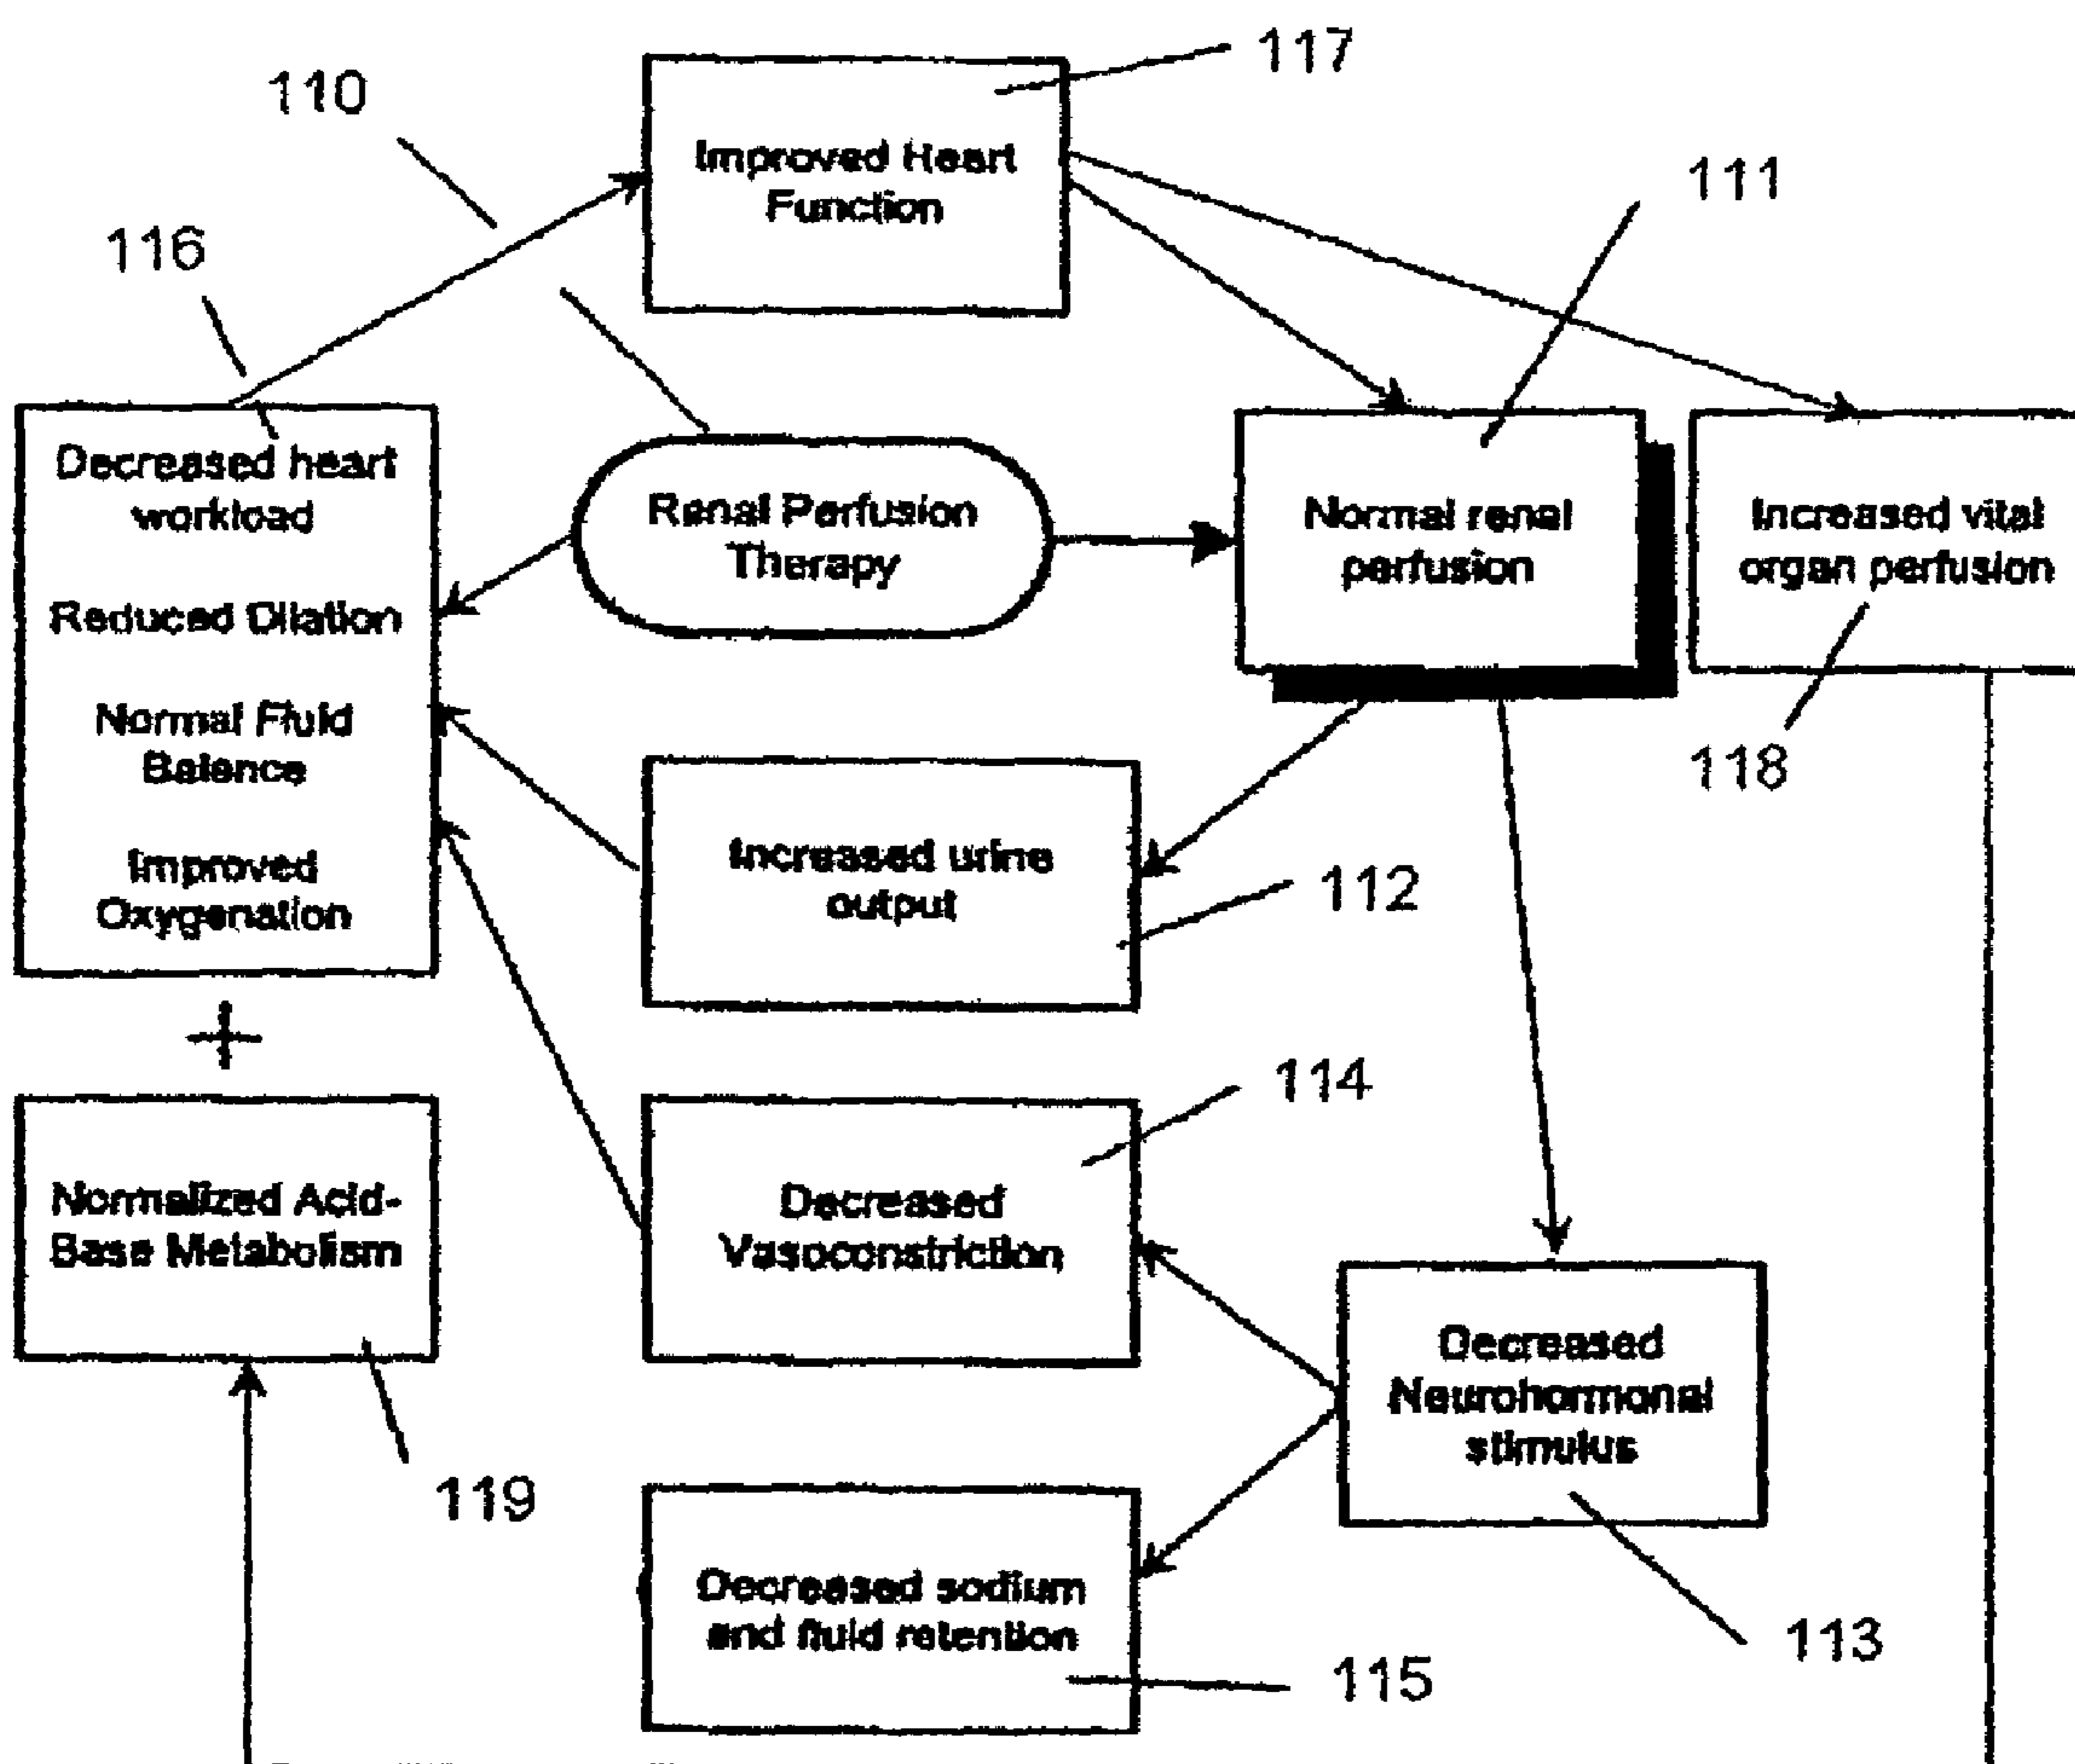 117
110
Improved Heart
Function
111
116
Decreased heart
workload
Reduced Dilation
Normal Fluid
Balance
Improved
Oxygenation
Renal Perfusion
Therapy
Normal renal
perfusion
Increased vital
organ perfusion
118
Increased urine
output
112
+
114
Normalized Acid-
Base Metabolism
119
Decreased
Vasoconstriction
Decreased
Neurohormonal
stimulus
113
Decreased sodium
and fluid retention
115